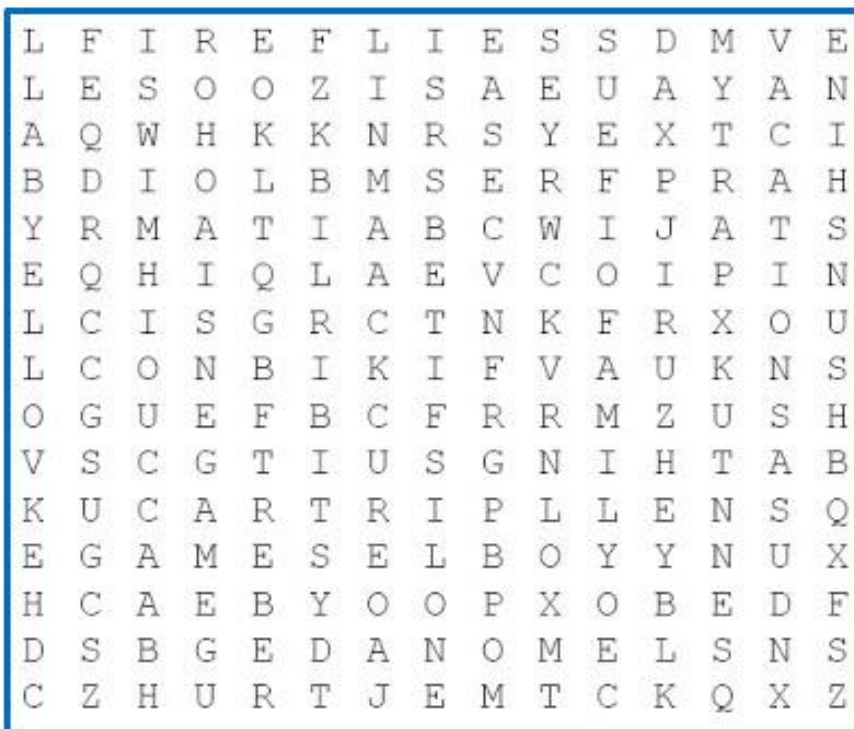 L F I R E F L I E S S D M V E
L E S O O Z I S A E U A Y A N
A Q W H K K N R S Y E X T C I
B D I O L B M S E R F P R A H
Y R M A T I A B C W I J A T S
E Q H I Q L A E V C O I P I N
L C I S G R C T N K F R X O U
L C O N B I K I F V A U K N S
O G U E F B C F R R M Z U S H
V S C G T I U S G N I H T A B
K U C A R T R I P L L E N S Q
E G A M E S E L B O Y Y N U X
H C A E B Y O O P X O B E D F
D S B G E D A N O M E L S N S
C Z H U R T J E M T C K Q X Z